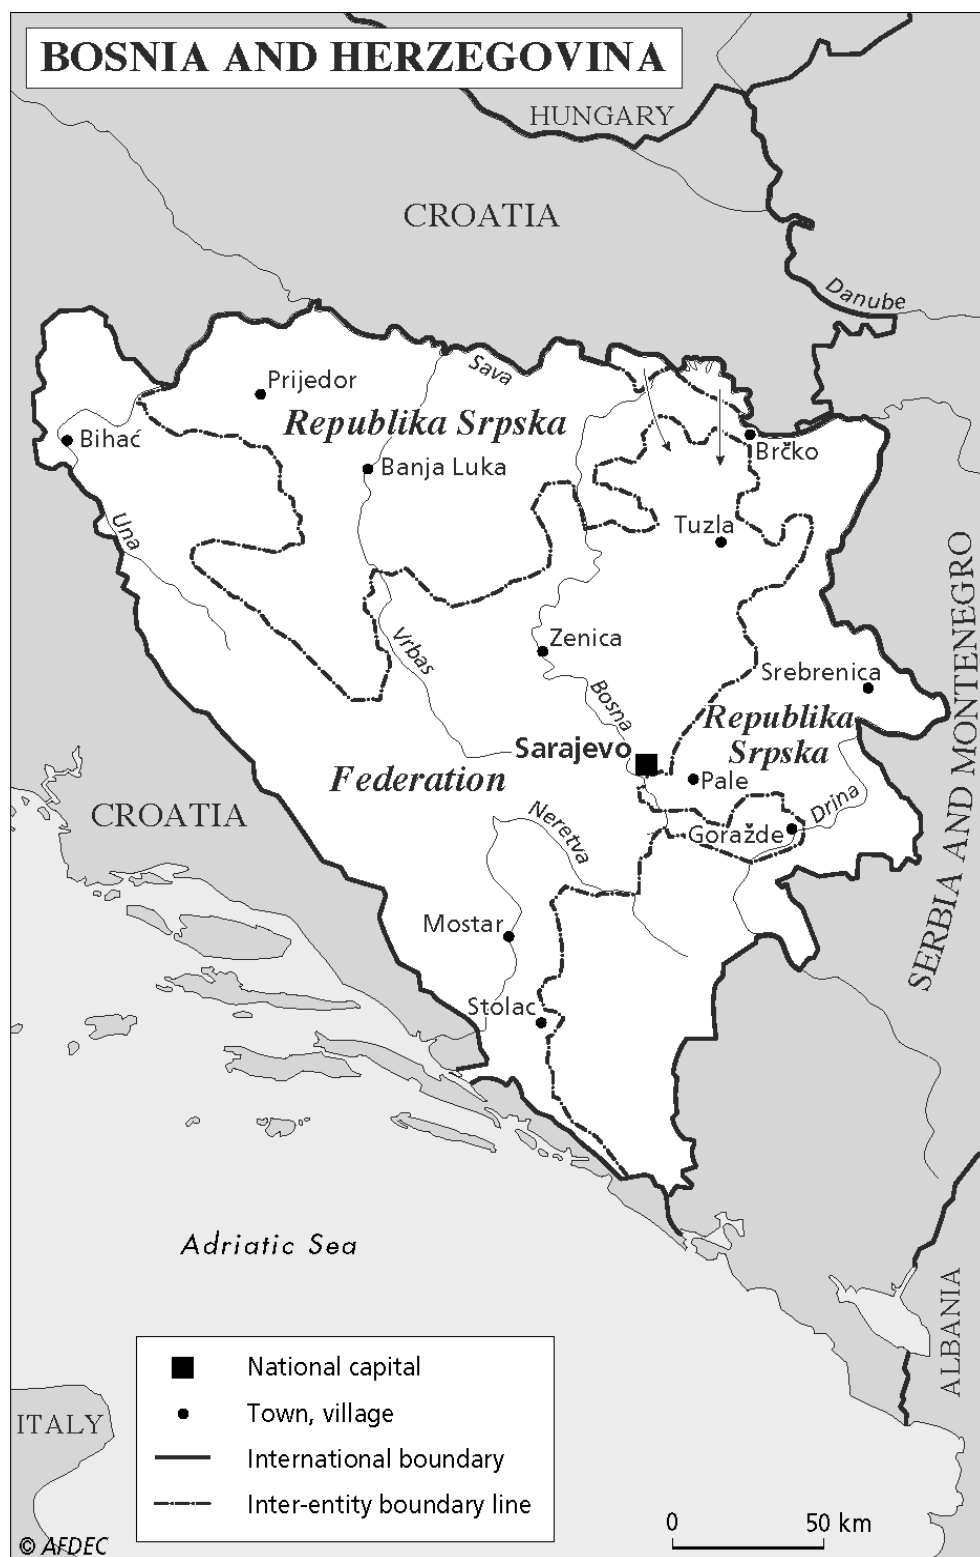 BOSNIA AND HERZEGOVINA
HUNGARY
CROATIA
Danube
Sava
Prijedor
Republika Srpska
Bihać
Brčko
Banja Luka
Una
Tuzla
Vrbas
Zenica
Srebrenica
Bosna
Republika
Srpska
Sarajevo
Federation
Pale
SERBIA AND MONTENEGRO
CROATIA
Neretva
Drina
Goražde
Mostar
Stolac
Adriatic Sea
ALBANIA
National capital
Town, village
International boundary
Inter-entity boundary line
ITALY
0 50 km
© AFDEC